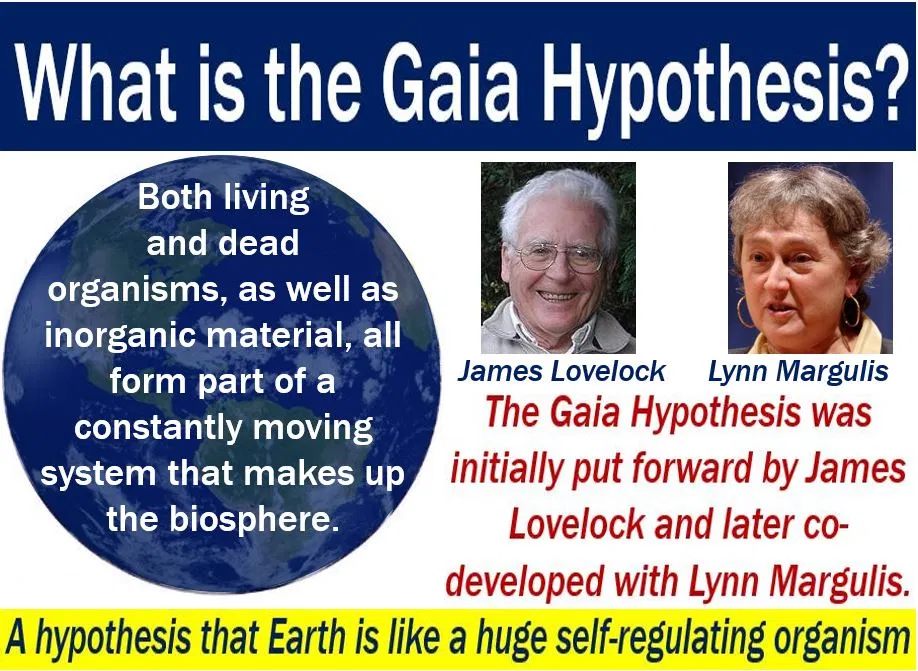 What is the Gaia Hypothesis?
Both living
and dead
organisms, as well as
inorganic material, all
form part of a
constantly moving
system that makes up
the biosphere.
James Lovelock
Lynn Margulis
The Gaia Hypothesis was
initially put forward by James
Lovelock and later co-
developed with Lynn Margulis.
A hypothesis that Earth is like a huge self-regulating organism